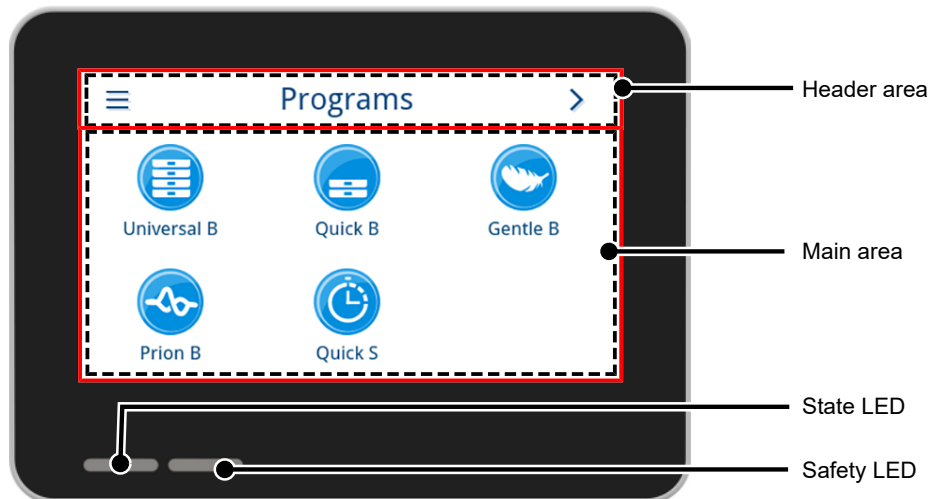 Programs
Header area
Universal B
Quick B
Gentle B
Main area
Prion B
Quick S
State LED
Safety LED